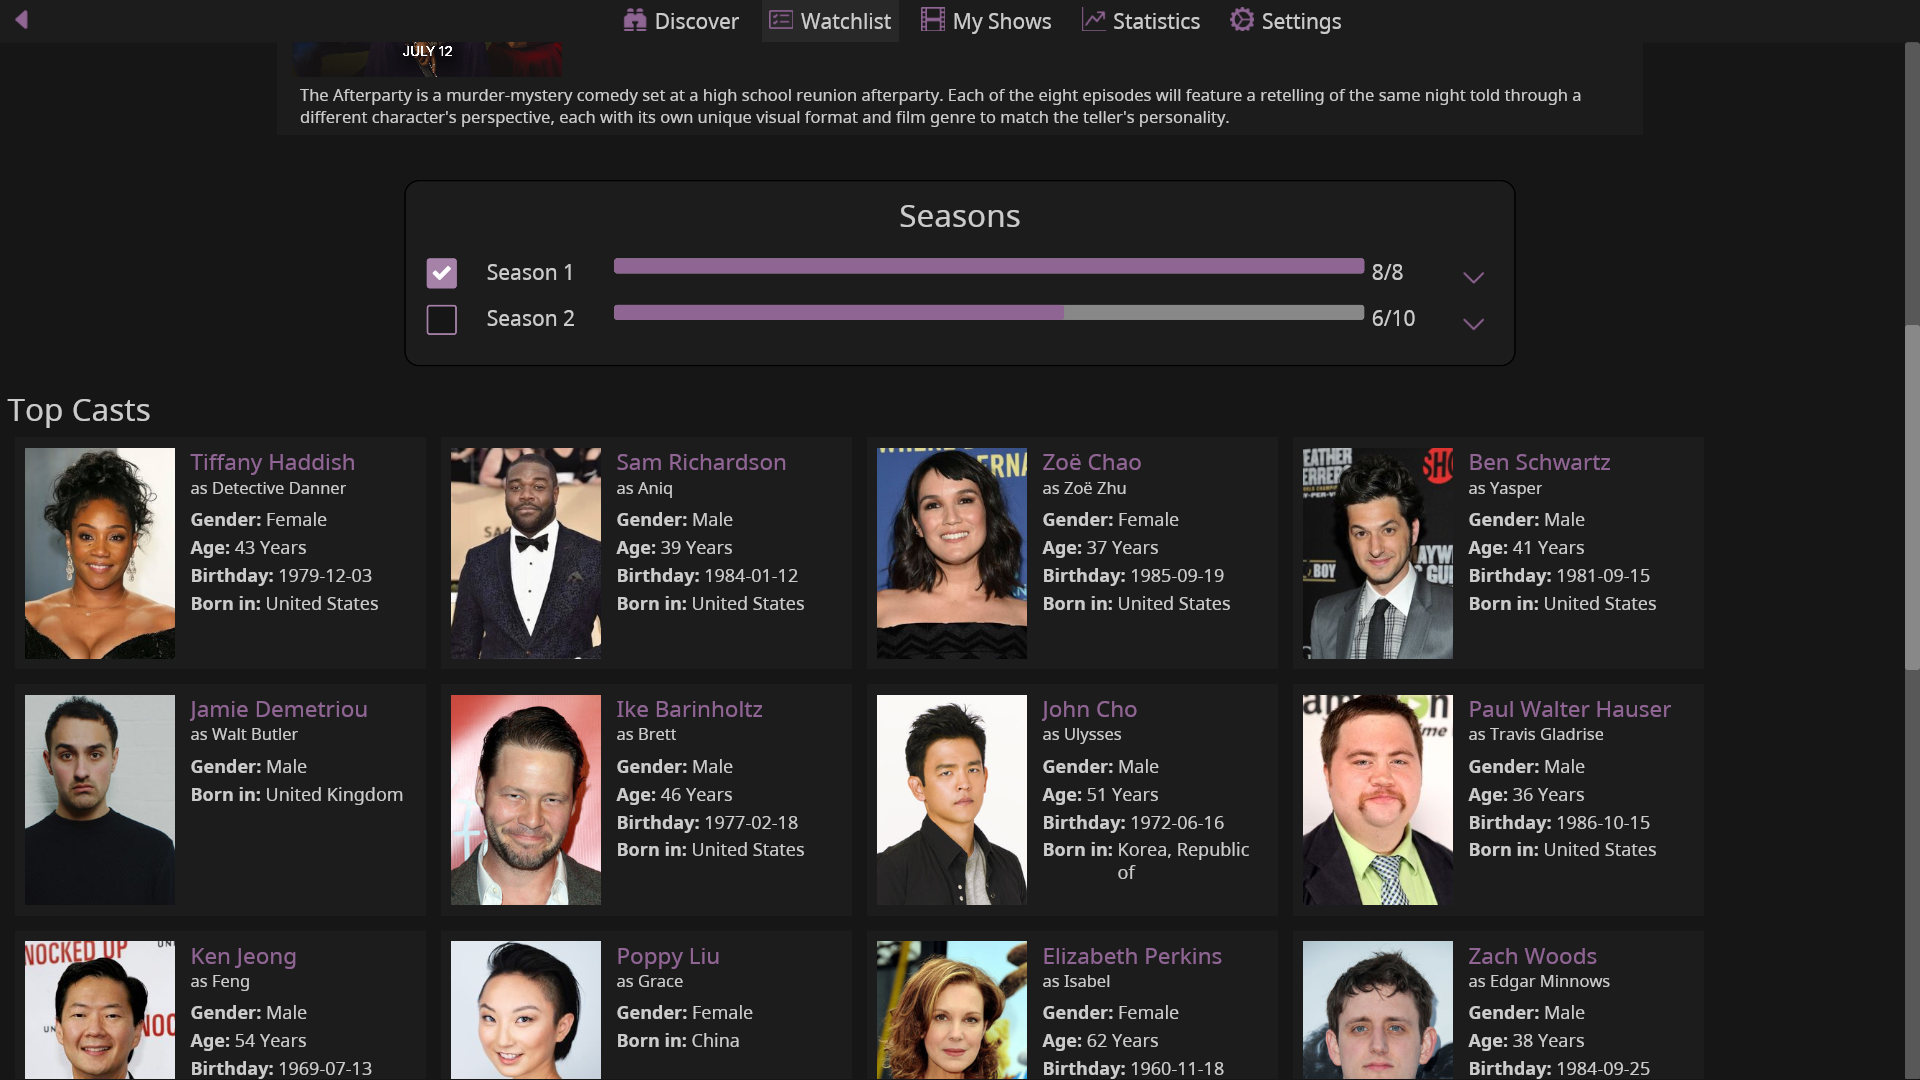 Discover
Watchlist
My Shows
Statistics
Settings
JULY 12
The Afterparty is a murder-mystery comedy set at a high school reunion afterparty. Each of the eight episodes will feature a retelling of the same night told through a
different character's perspective, each with its own unique visual format and film genre to match the teller's personality.
Seasons
Season 1
8/8
Season 2
6/10
Top Casts
Tiffany Haddish
as Detective Danner
Gender: Female
Age: 43 Years
Birthday: 1979-12-03
Born in: United States
Sam Richardson
as Aniq
Gender: Male
Age: 39 Years
Birthday: 1984-01-12
Born in: United States
Zoë Chao
as Zoë Zhu
Gender: Female
Age: 37 Years
Birthday: 1985-09-19
Born in: United States
Ben Schwartz
as Yasper
Gender: Male
Age: 41 Years
Birthday: 1981-09-15
Born in: United States
Jamie Demetriou
as Walt Butler
Gender: Male
Born in: United Kingdom
Ike Barinholtz
as Brett
Gender: Male
Age: 46 Years
Birthday: 1977-02-18
Born in: United States
John Cho
as Ulysses
Gender: Male
Age: 51 Years
Birthday: 1972-06-16
Born in: Korea, Republic
of
Paul Walter Hauser
as Travis Gladrise
Gender: Male
Age: 36 Years
Birthday: 1986-10-15
Born in: United States
NOCKED UP
Ken Jeong
as Feng
Gender: Male
Age: 54 Years
Birthday: 1969-07-13
Poppy Liu
as Grace
Gender: Female
Born in: China
Elizabeth Perkins
as Isabel
Gender: Female
Age: 62 Years
Birthday: 1960-11-18
Zach Woods
as Edgar Minnows
Gender: Male
Age: 38 Years
Birthday: 1984-09-25